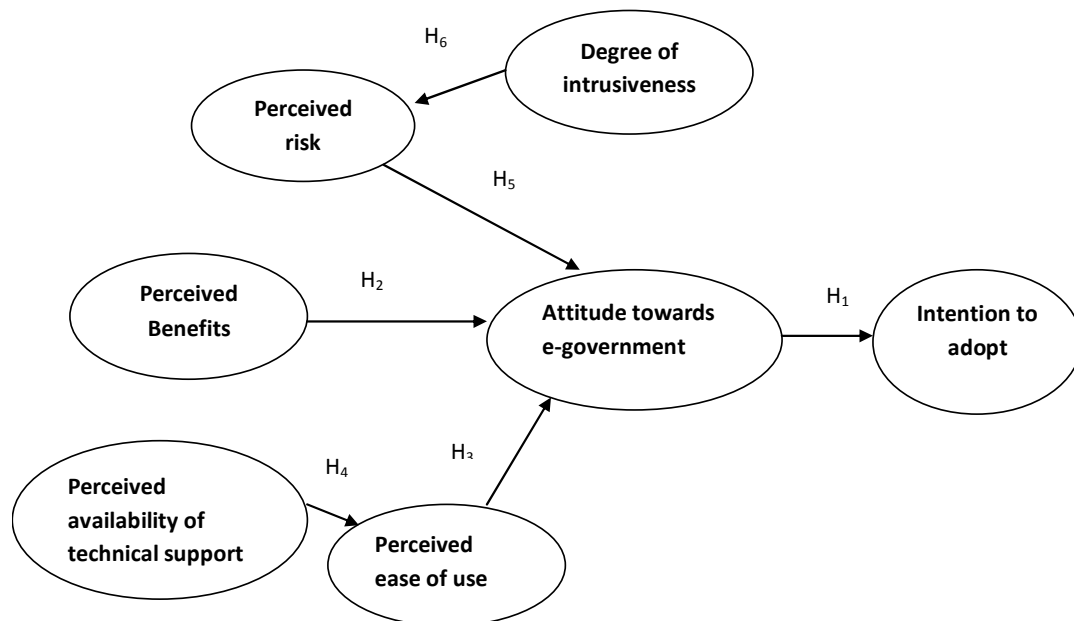 H₆
Degree of
intrusiveness
Perceived
risk
H₅
Perceived
Benefits
H₂
Attitude towards
e-government
H₁
Intention to
adopt
Perceived
availability of
technical support
H₄
H₃
Perceived
ease of use